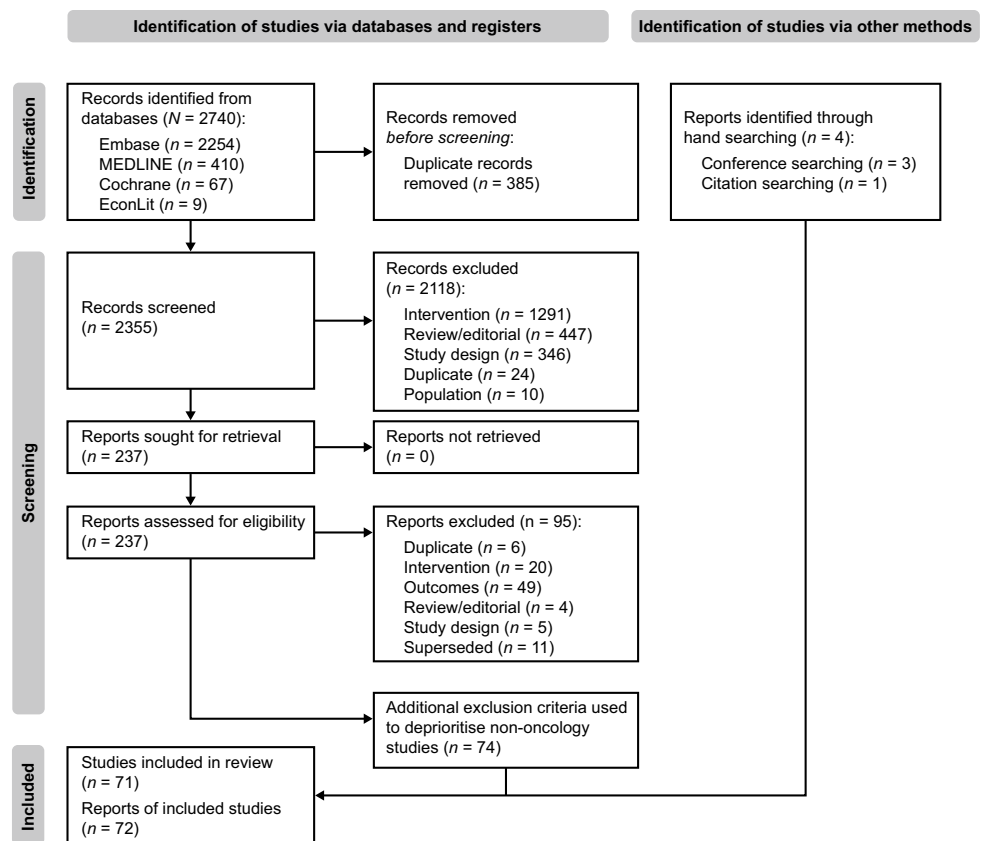 Identification of studies via databases and registers
Identification of studies via other methods
Identification
Records identified from
databases (N = 2740):
Embase (n = 2254)
MEDLINE (n = 410)
Cochrane (n = 67)
EconLit (n = 9)
Records removed
before screening:
Duplicate records
removed (n = 385)
Reports identified through
hand searching (n = 4):
Conference searching (n = 3)
Citation searching (n = 1)
Screening
Records screened
(n = 2355)
Records excluded
(n = 2118):
Intervention (n = 1291)
Review/editorial (n = 447)
Study design (n = 346)
Duplicate (n = 24)
Population (n = 10)
Reports sought for retrieval
(n = 237)
Reports not retrieved
(n = 0)
Reports assessed for eligibility
(n = 237)
Reports excluded (n = 95):
Duplicate (n = 6)
Intervention (n = 20)
Outcomes (n = 49)
Review/editorial (n = 4)
Study design (n = 5)
Superseded (n = 11)
Additional exclusion criteria used
to deprioritise non-oncology
studies (n = 74)
Included
Studies included in review
(n = 71)
Reports of included studies
(n = 72)